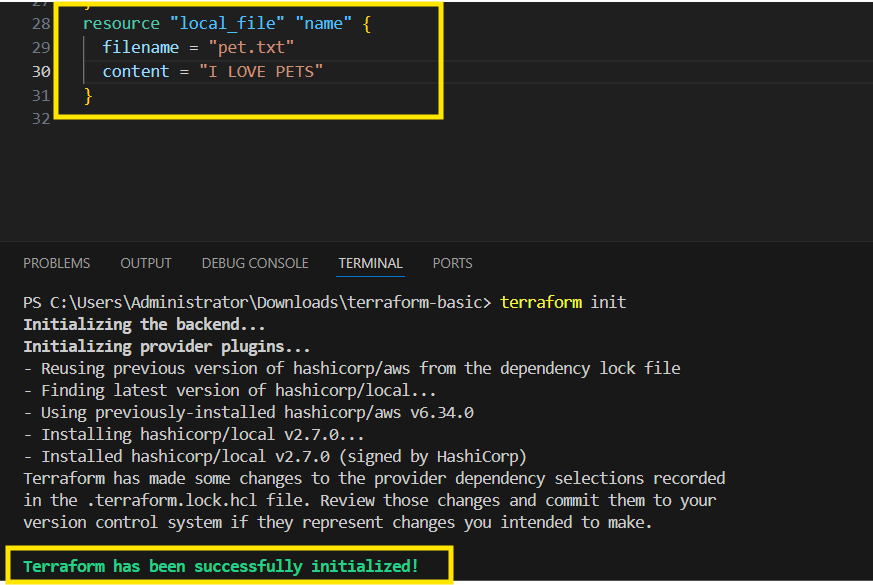 27 }
28 resource "local_file" "name" {
29 filename = "pet.txt"
30 content = "I LOVE PETS"
31 }
32
PROBLEMS OUTPUT DEBUG CONSOLE TERMINAL PORTS
PS C:\Users\Administrator\Downloads\terraform-basic> terraform init
Initializing the backend...
Initializing provider plugins...
- Reusing previous version of hashicorp/aws from the dependency lock file
- Finding latest version of hashicorp/local...
- Using previously-installed hashicorp/aws v6.34.0
- Installing hashicorp/local v2.7.0...
- Installed hashicorp/local v2.7.0 (signed by HashiCorp)
Terraform has made some changes to the provider dependency selections recorded
in the .terraform.lock.hcl file. Review those changes and commit them to your
version control system if they represent changes you intended to make.
Terraform has been successfully initialized!